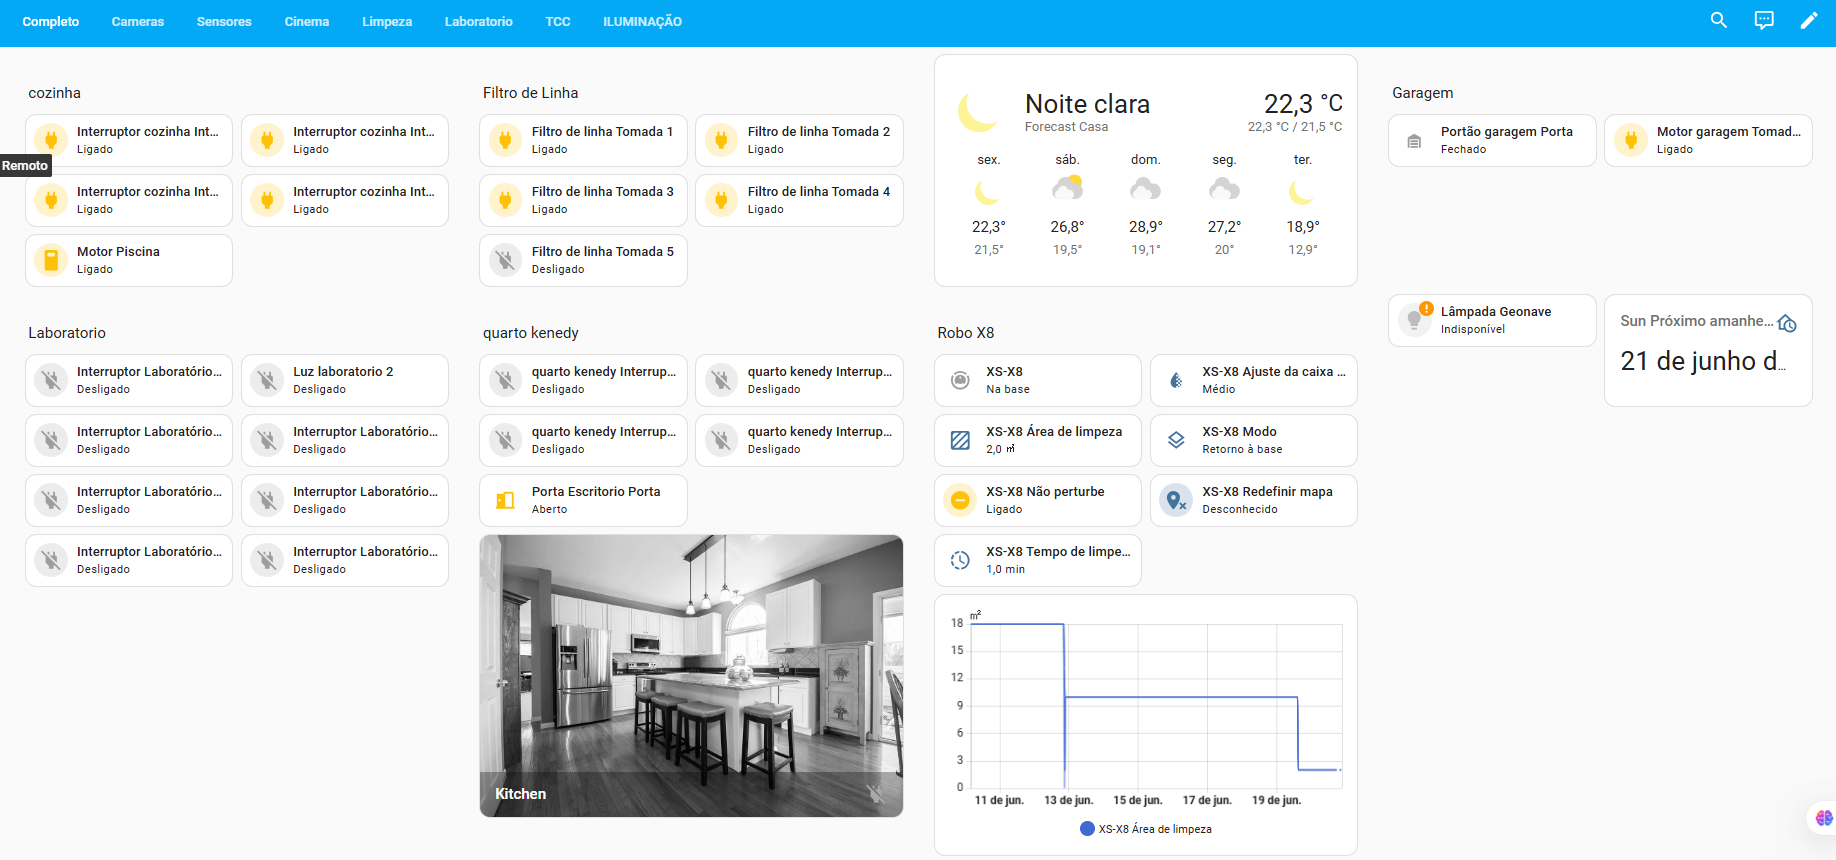 Completo
Cameras
Sensores
Cinema
Limpeza
Laboratorio
TCC
ILUMINAÇÃO
Remoto
cozinha
Interruptor cozinha Int...
Ligado
Interruptor cozinha Int...
Ligado
Interruptor cozinha Int...
Ligado
Interruptor cozinha Int...
Ligado
Motor Piscina
Ligado
Laboratorio
Interruptor Laboratório...
Desligado
Luz laboratorio 2
Desligado
Interruptor Laboratório...
Desligado
Interruptor Laboratório...
Desligado
Interruptor Laboratório...
Desligado
Interruptor Laboratório...
Desligado
Interruptor Laboratório...
Desligado
Interruptor Laboratório...
Desligado
Filtro de Linha
Filtro de linha Tomada 1
Ligado
Filtro de linha Tomada 2
Ligado
Filtro de linha Tomada 3
Ligado
Filtro de linha Tomada 4
Ligado
Filtro de linha Tomada 5
Desligado
quarto kenedy
quarto kenedy Interrup...
Desligado
quarto kenedy Interrup...
Desligado
quarto kenedy Interrup...
Desligado
quarto kenedy Interrup...
Desligado
Porta Escritorio Porta
Aberto
Kitchen
Noite clara
Forecast Casa
22,3 °C
22,3 °C / 21,5 °C
sex. sáb. dom. seg. ter.
22,3° 26,8° 28,9° 27,2° 18,9°
21,5° 19,5° 19,1° 20° 12,9°
Robo X8
XS-X8
Na base
XS-X8 Ajuste da caixa ...
Médio
XS-X8 Área de limpeza
2,0 m²
XS-X8 Modo
Retorno à base
XS-X8 Não perturbe
Ligado
XS-X8 Redefinir mapa
Desconhecido
XS-X8 Tempo de limpe...
1,0 min
m²
18
15
12
9
6
3
0
11 de jun. 13 de jun. 15 de jun. 17 de jun. 19 de jun.
XS-X8 Área de limpeza
Garagem
Portão garagem Porta
Fechado
Motor garagem Tomad...
Ligado
Lâmpada Geonave
Indisponível
Sun Próximo amanhe...
21 de junho d...